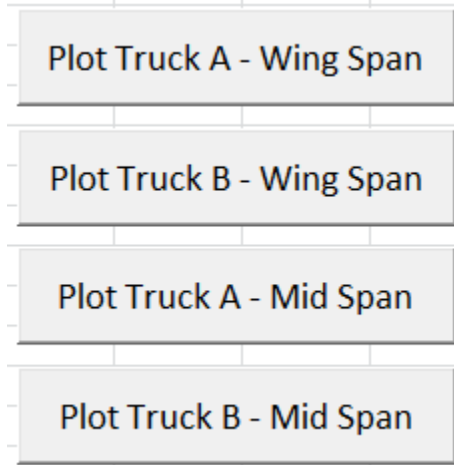 Plot Truck A - Wing Span
Plot Truck B - Wing Span
Plot Truck A - Mid Span
Plot Truck B - Mid Span